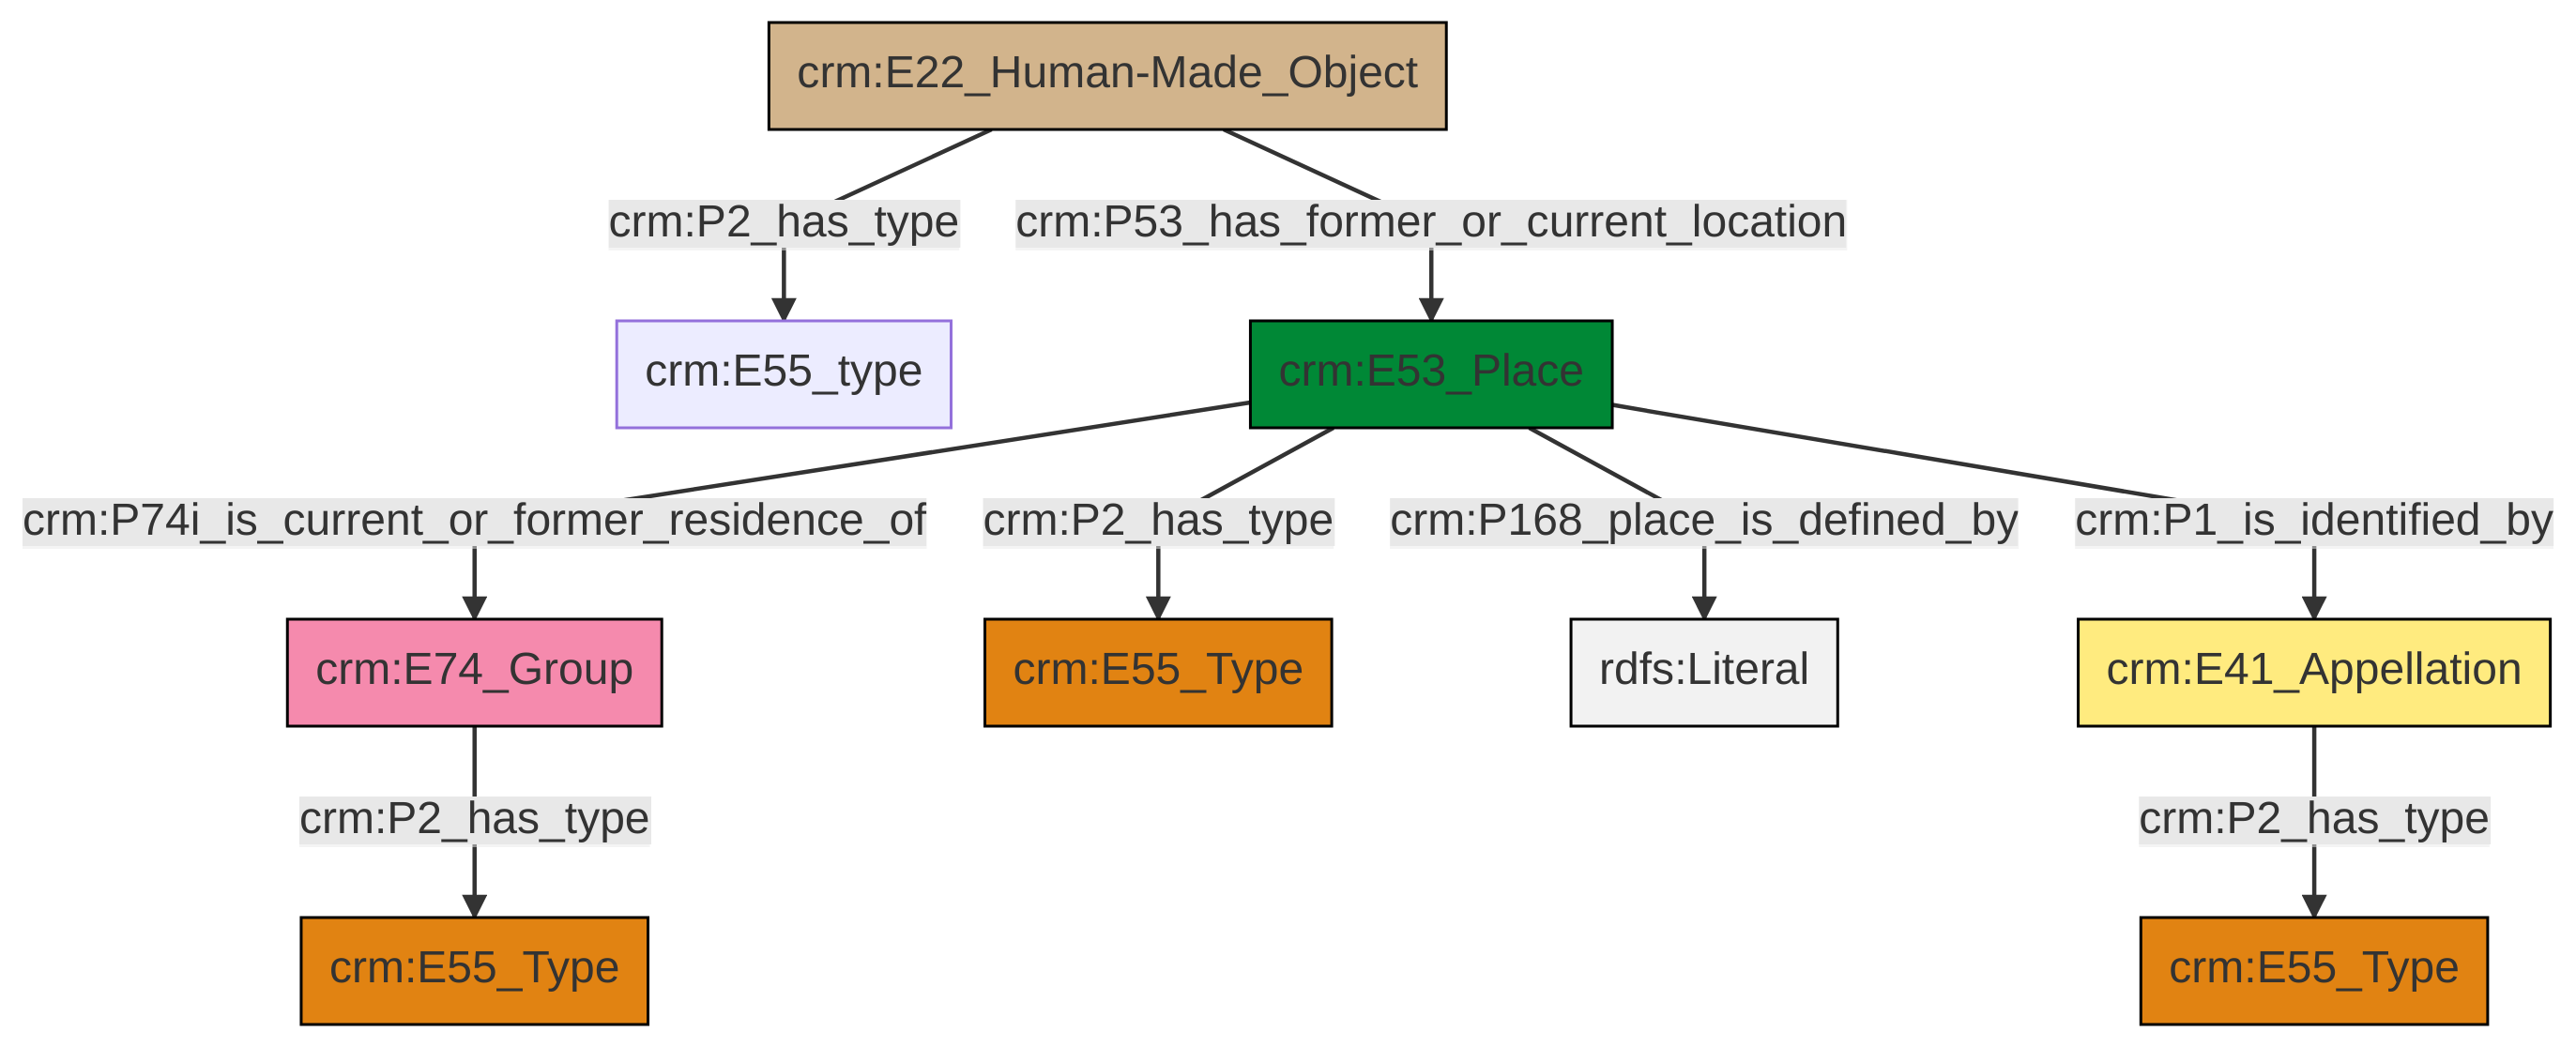 crm:E22_Human-Made_Object
crm:P2_has_type
crm:P53_has_former_or_current_location
crm:E55_type
crm:E53_Place
crm:P74i_is_current_or_former_residence_of
crm:P2_has_type
crm:P168_place_is_defined_by
crm:P1_is_identified_by
crm:E74_Group
crm:E55_Type
rdfs:Literal
crm:E41_Appellation
crm:P2_has_type
crm:P2_has_type
crm:E55_Type
crm:E55_Type